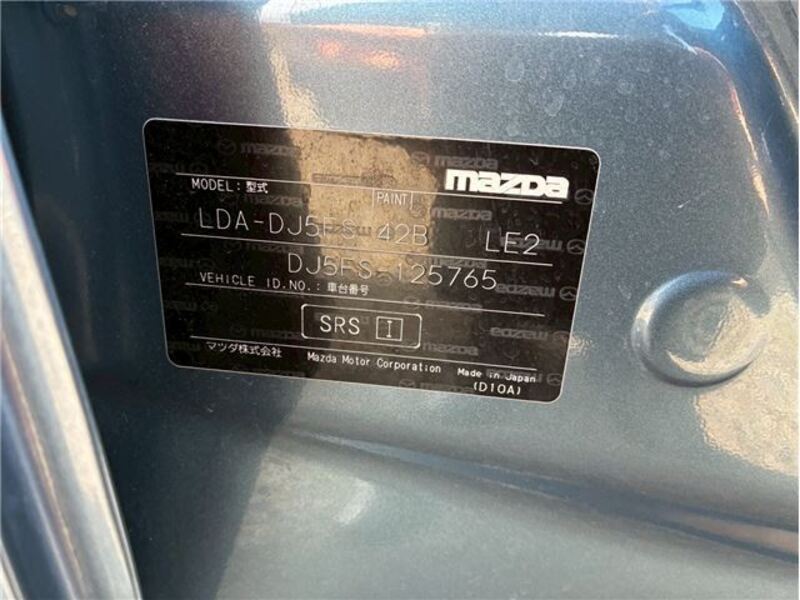 mazda
MODEL: 型式 PAINT
LDA-DJ5FS 42B LE2
DJ5FS-125765
VEHICLE ID.NO.: 車台番号
SRS I
マツダ株式会社 Mazda Motor Corporation Made in Japan
(D10A)